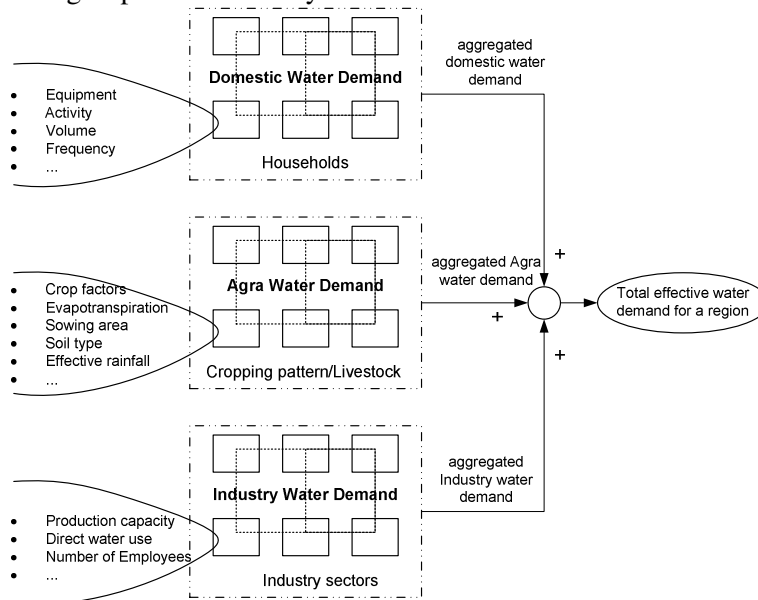 • Equipment
• Activity
• Volume
• Frequency
• ...
Domestic Water Demand
Households
aggregated
domestic water
demand
• Crop factors
• Evapotranspiration
• Sowing area
• Soil type
• Effective rainfall
• ...
Agra Water Demand
Cropping pattern/Livestock
aggregated Agra
water demand
+
+
+
Total effective water
demand for a region
• Production capacity
• Direct water use
• Number of Employees
• ...
Industry Water Demand
Industry sectors
aggregated
Industry water
demand